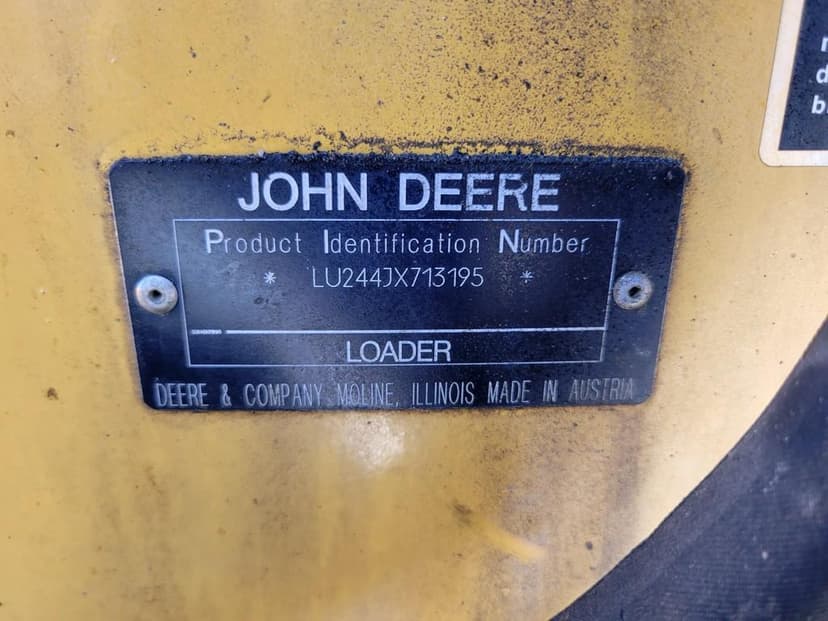 JOHN DEERE
Product Identification Number
* LU244JX713195 *
LOADER
DEERE & COMPANY MOLINE, ILLINOIS MADE IN AUSTRIA